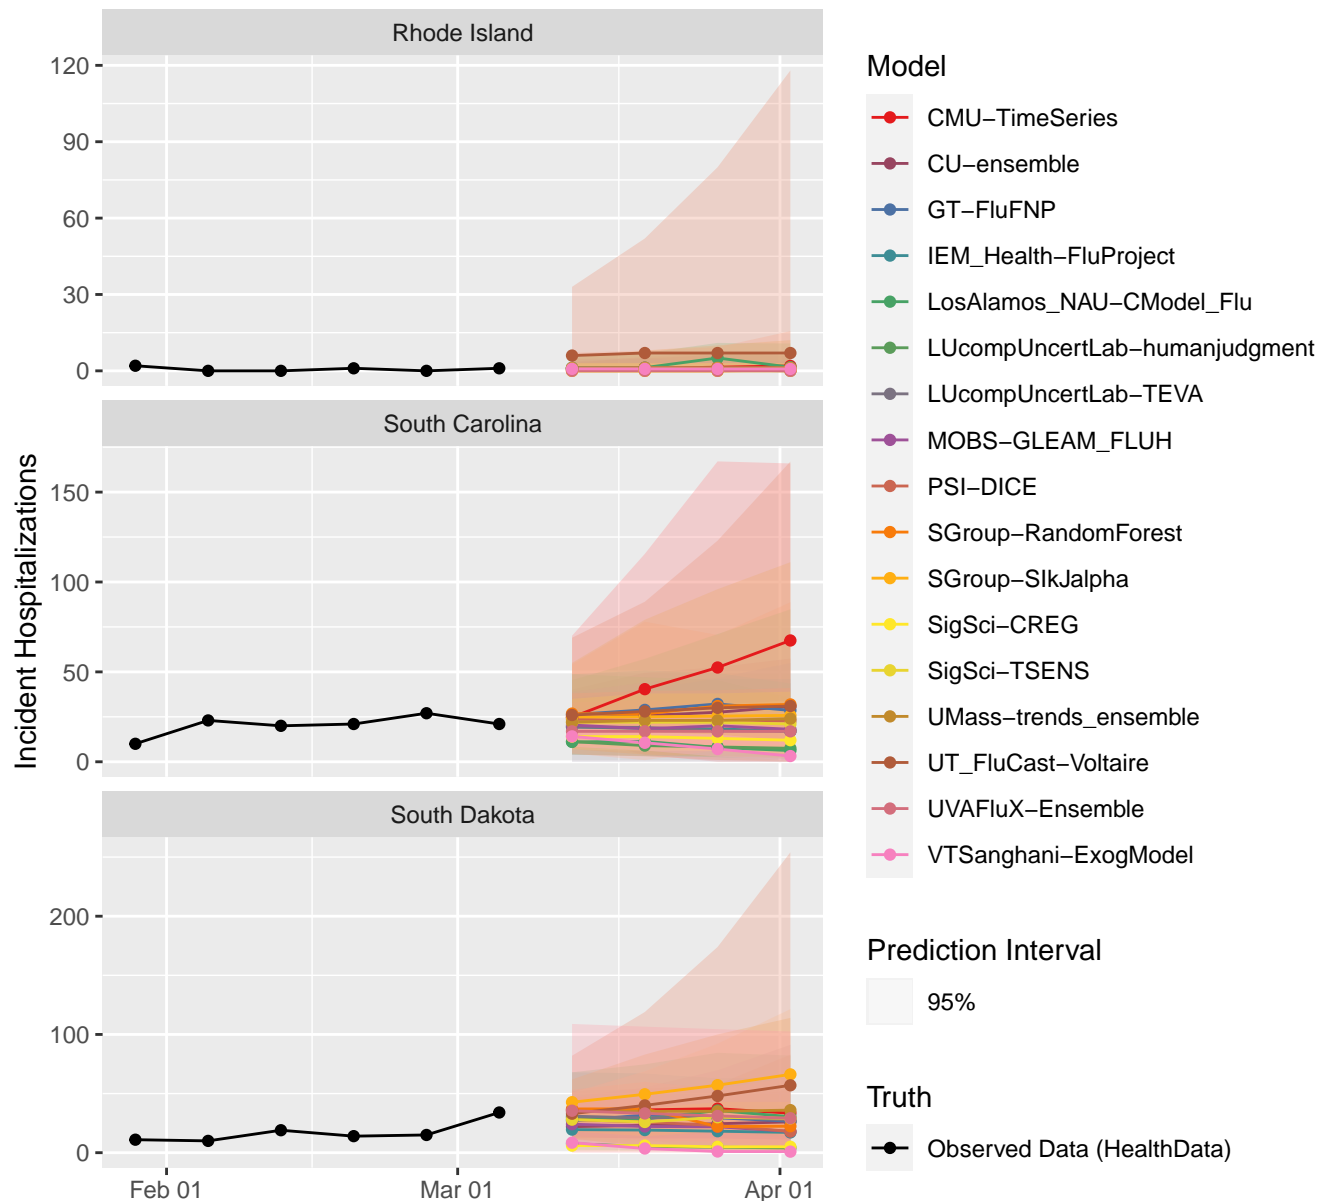 Rhode Island
120
90
60
30
0
South Carolina
150
100
50
0
South Dakota
200
100
0
Feb 01
Mar 01
Apr 01
Incident Hospitalizations
Model
CMU−TimeSeries
CU−ensemble
GT−FluFNP
IEM_Health−FluProject
LosAlamos_NAU−CModel_Flu
LUcompUncertLab−humanjudgment
LUcompUncertLab−TEVA
MOBS−GLEAM_FLUH
PSI−DICE
SGroup−RandomForest
SGroup−SIkJalpha
SigSci−CREG
SigSci−TSENS
UMass−trends_ensemble
UT_FluCast−Voltaire
UVAFluX−Ensemble
VTSanghani−ExogModel
Prediction Interval
95%
Truth
Observed Data (HealthData)